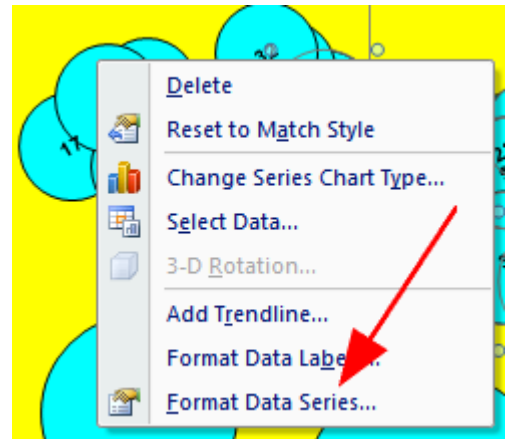 Delete
Reset to Match Style
Change Series Chart Type...
Select Data...
3-D Rotation...
Add Trendline...
Format Data
Format Data Series...
17